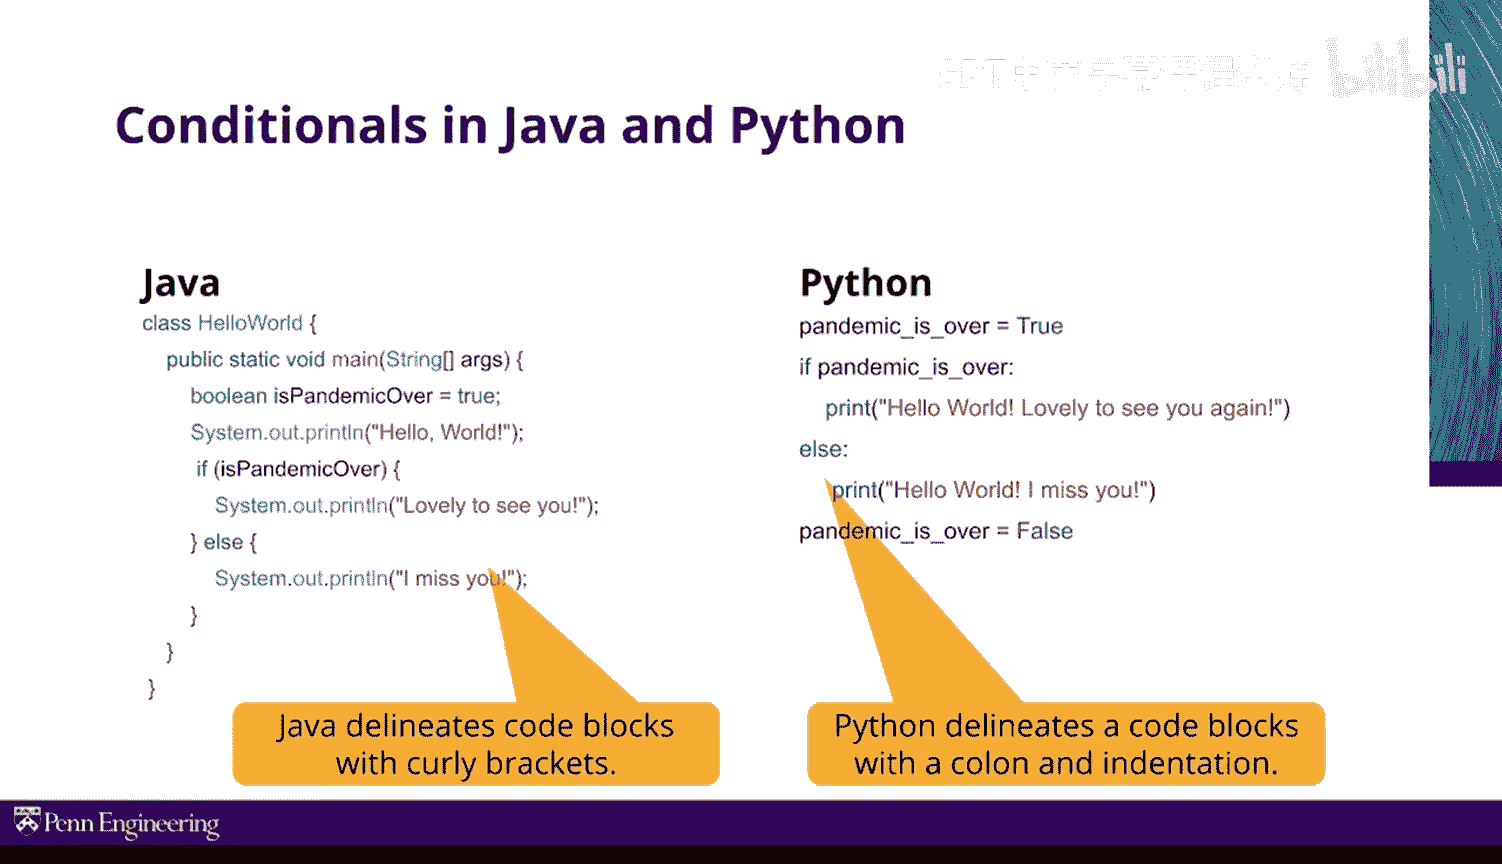 bilibili
Conditionals in Java and Python
Java
class HelloWorld {
public static void main(String[] args) {
boolean isPandemicOver = true;
System.out.println("Hello, World!");
if (isPandemicOver) {
System.out.println("Lovely to see you!");
} else {
System.out.println("I miss you!");
}
}
}
Java delineates code blocks
with curly brackets.
Python
pandemic_is_over = True
if pandemic_is_over:
print("Hello World! Lovely to see you again!")
else:
print("Hello World! I miss you!")
pandemic_is_over = False
Python delineates a code blocks
with a colon and indentation.
Penn Engineering